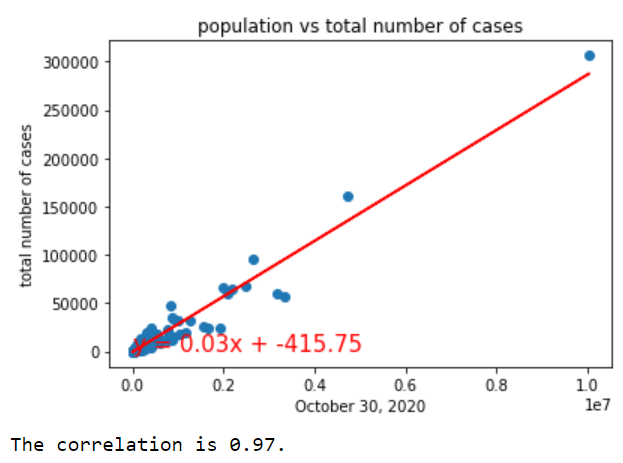 population vs total number of cases
300000
250000
200000
150000
100000
50000
0
total number of cases
0.03x + -415.75
0.0 0.2 0.4 0.6 0.8 1.0
1e7
October 30, 2020
The correlation is 0.97.